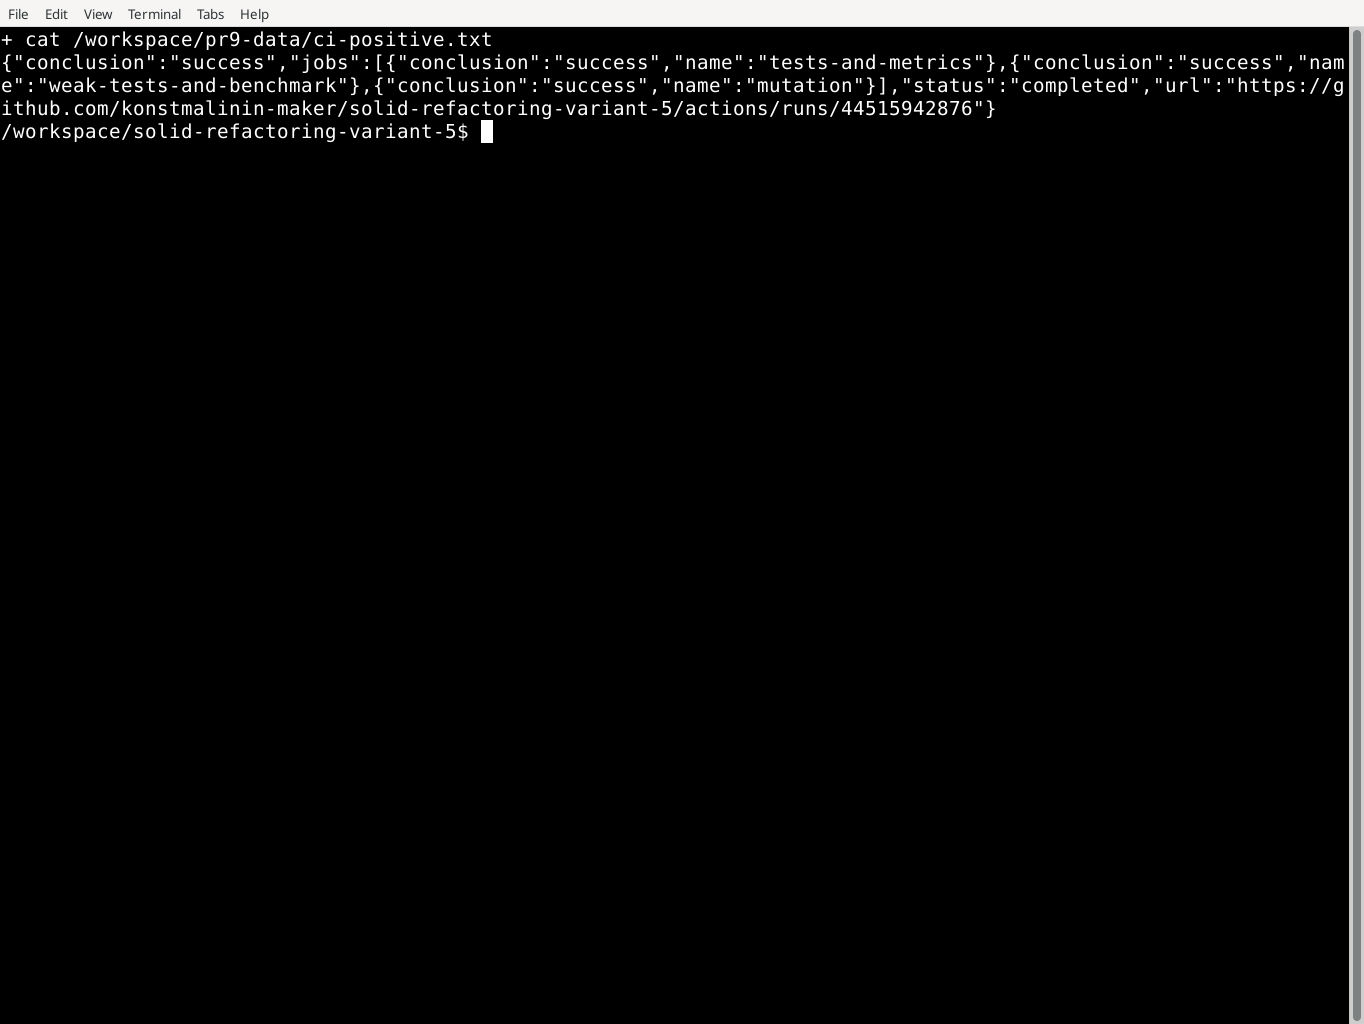 File Edit View Terminal Tabs Help
+ cat /workspace/pr9-data/ci-positive.txt
{"conclusion":"success","jobs":[{"conclusion":"success","name":"tests-and-metrics"},{"conclusion":"success","nam
e":"weak-tests-and-benchmark"},{"conclusion":"success","name":"mutation"}],"status":"completed","url":"https://g
ithub.com/konstmalinin-maker/solid-refactoring-variant-5/actions/runs/44515942876"}
/workspace/solid-refactoring-variant-5$